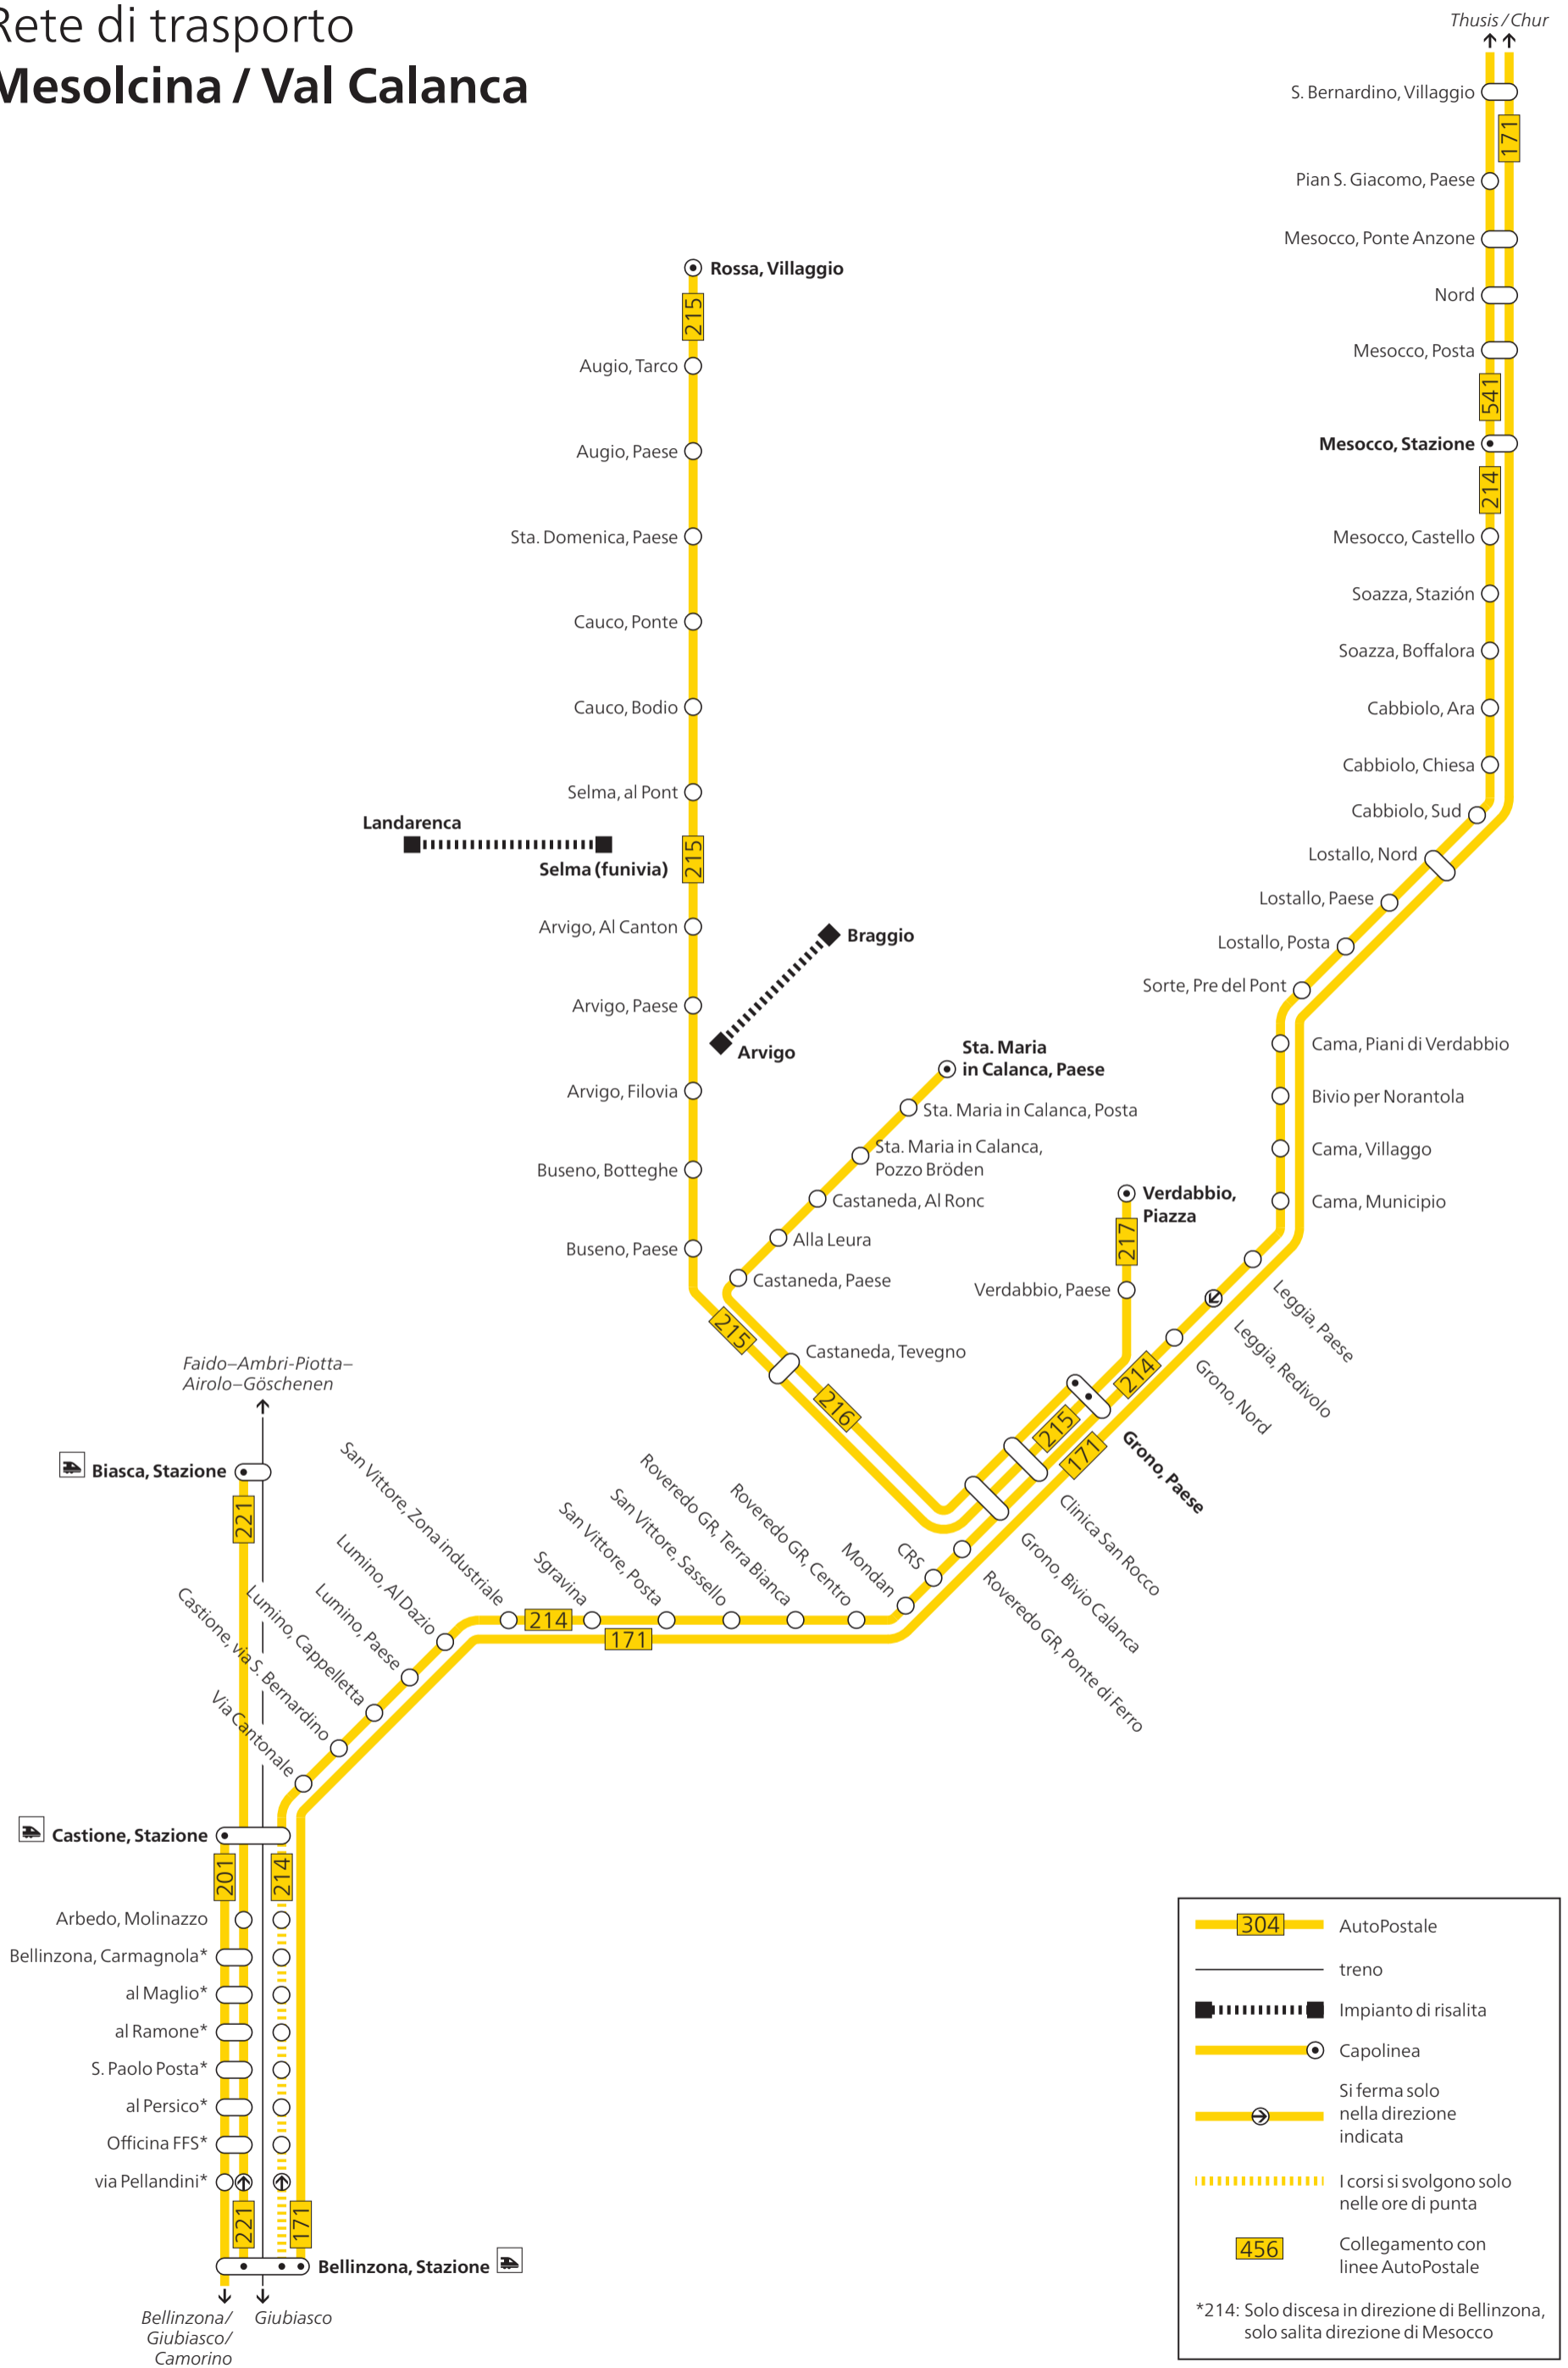 Rete di trasporto
Mesolcina / Val Calanca
Thusis / Chur
S. Bernardino, Villaggio
171
Pian S. Giacomo, Paese
Mesocco, Ponte Anzone
Nord
Mesocco, Posta
541
Mesocco, Stazione
214
Mesocco, Castello
Soazza, Stazión
Soazza, Boffalora
Cabbiolo, Ara
Cabbiolo, Chiesa
Cabbiolo, Sud
Lostallo, Nord
Lostallo, Paese
Lostallo, Posta
Sorte, Pre del Pont
Cama, Piani di Verdabbio
Bivio per Norantola
Cama, Villaggo
Cama, Municipio
Leggia, Paese
Leggia, Redivolo
Grono, Nord
214
Grono, Paese
171
215
Clinica San Rocco
Grono, Bivio Calanca
Roveredo GR, Ponte di Ferro
Rossa, Villaggio
215
Augio, Tarco
Augio, Paese
Sta. Domenica, Paese
Cauco, Ponte
Cauco, Bodio
Selma, al Pont
Landarenca
Selma (funivia)
215
Arvigo, Al Canton
Braggio
Arvigo, Paese
Arvigo
Arvigo, Filovia
Buseno, Botteghe
Buseno, Paese
215
Sta. Maria
in Calanca, Paese
Sta. Maria in Calanca, Posta
Sta. Maria in Calanca,
Pozzo Bröden
Castaneda, Al Ronc
Alla Leura
Castaneda, Paese
Castaneda, Tevegno
216
Verdabbio,
Piazza
217
Verdabbio, Paese
CRS
Mondan
Roveredo GR, Centro
Roveredo GR, Terra Bianca
San Vittore, Sassello
San Vittore, Posta
Sgravina
San Vittore, Zona industriale
214
171
Lumino, Al Dazio
Lumino, Paese
Lumino, Cappelletta
Castione, via S. Bernardino
Via Cantonale
Faido–Ambri-Piotta–
Airolo–Göschenen
Biasca, Stazione
221
Castione, Stazione
201
214
Arbedo, Molinazzo
Bellinzona, Carmagnola*
al Maglio*
al Ramone*
S. Paolo Posta*
al Persico*
Officina FFS*
via Pellandini*
221
171
Bellinzona, Stazione
Bellinzona/
Giubiasco/
Camorino
Giubiasco
304
AutoPostale
treno
Impianto di risalita
Capolinea
Si ferma solo
nella direzione
indicata
I corsi si svolgono solo
nelle ore di punta
456
Collegamento con
linee AutoPostale
*214: Solo discesa in direzione di Bellinzona,
solo salita direzione di Mesocco